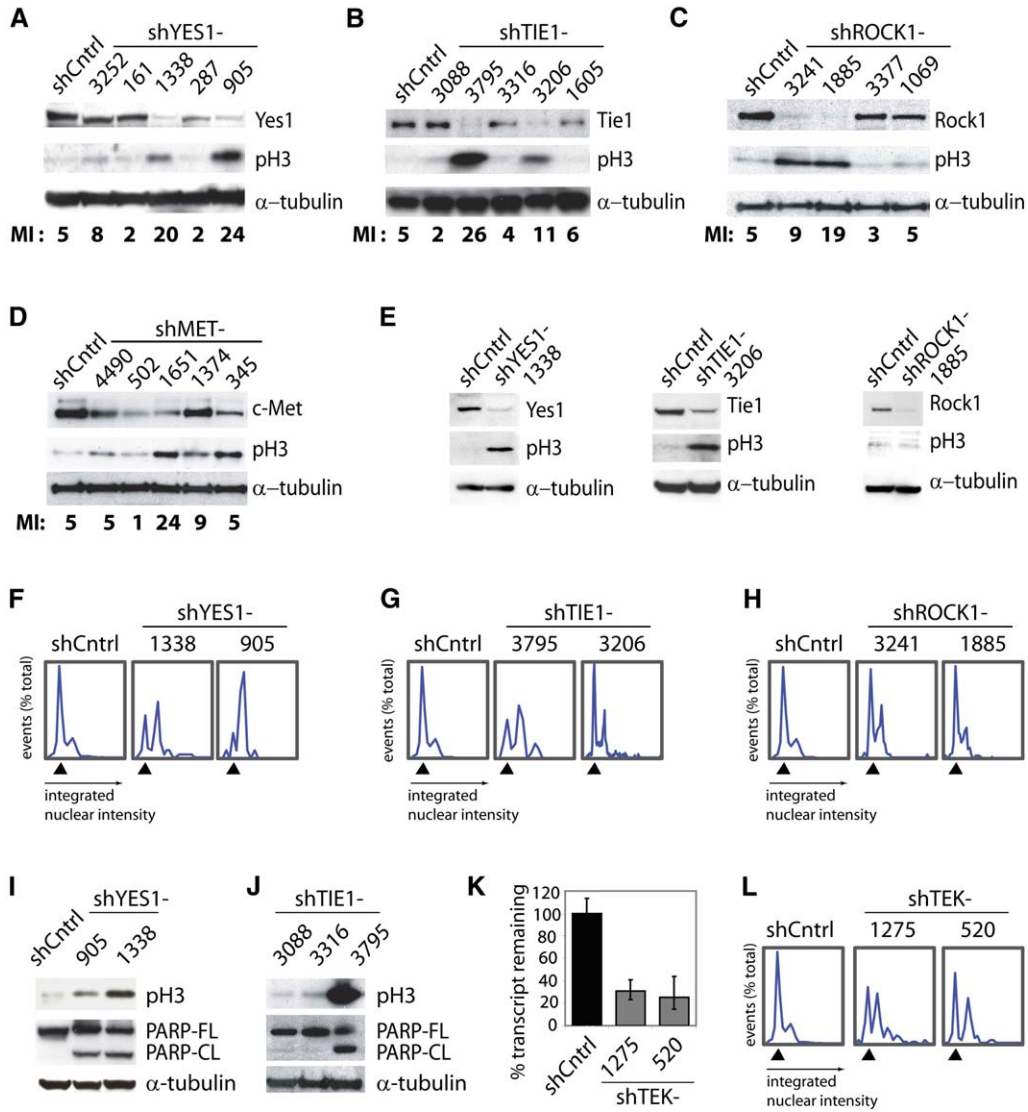 A
shYES1-
shCntrl 3252 161 1338 287 905
Yes1
pH3
α−tubulin
MI : 5 8 2 20 2 24
B
shTIE1-
shCntrl 3088 3795 3316 3206 1605
Tie1
pH3
α−tubulin
MI: 5 2 26 4 11 6
C
shROCK1-
shCntrl 3241 1885 3377 1069
Rock1
pH3
α−tubulin
MI: 5 9 19 3 5
D
shMET-
shCntrl 4490 502 1651 1374 345
c-Met
pH3
α−tubulin
MI: 5 5 1 24 9 5
E
shCntrl shYES1-1338
Yes1
pH3
α−tubulin
shCntrl shTIE1-3206
Tie1
pH3
α−tubulin
shCntrl shROCK1-1885
Rock1
pH3
α−tubulin
F
shYES1-
shCntrl 1338 905
events (% total)
integrated
nuclear intensity
G
shTIE1-
shCntrl 3795 3206
events (% total)
integrated
nuclear intensity
H
shROCK1-
shCntrl 3241 1885
events (% total)
integrated
nuclear intensity
I
shYES1-
shCntrl 905 1338
pH3
PARP-FL
PARP-CL
α−tubulin
J
shTIE1-
3088 3316 3795
pH3
PARP-FL
PARP-CL
α−tubulin
K
% transcript remaining
120
100
80
60
40
20
0
shCntrl 1275 520
shTEK-
L
shTEK-
shCntrl 1275 520
events (% total)
integrated
nuclear intensity